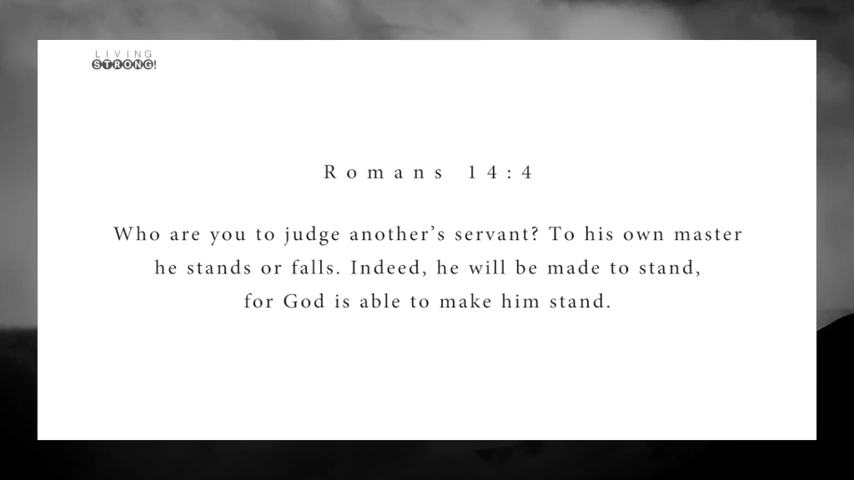 LIVING
STRONG!
Romans 14:4
Who are you to judge another’s servant? To his own master
he stands or falls. Indeed, he will be made to stand,
for God is able to make him stand.